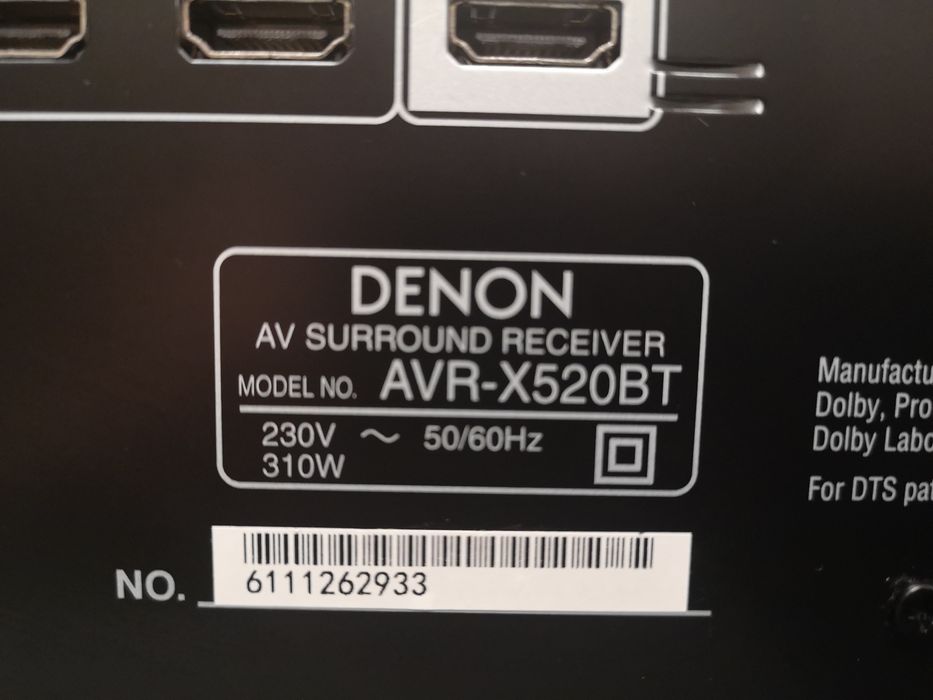 DENON
AV SURROUND RECEIVER
MODEL NO. AVR-X520BT
230V ~ 50/60Hz
310W
Manufactu
Dolby, Pro
Dolby Labo
For DTS pat
NO. 6111262933